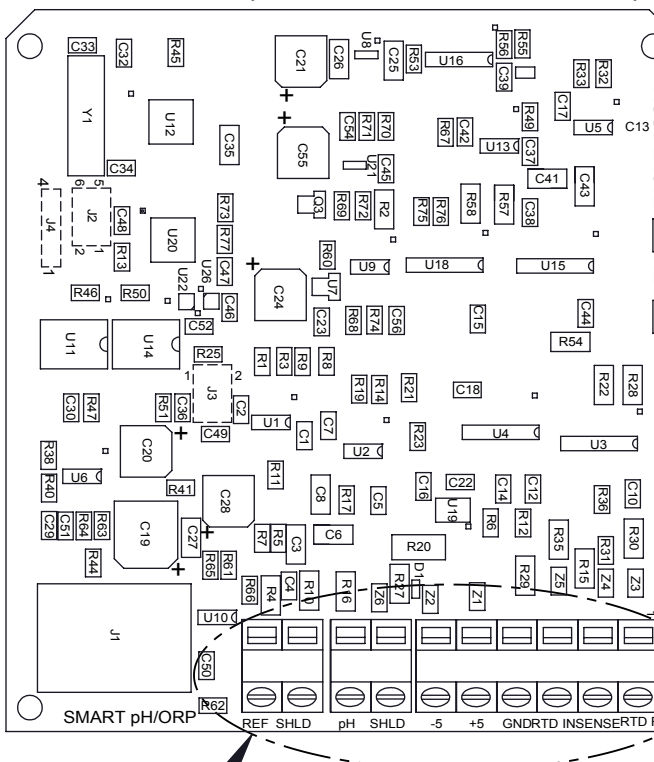 C33
C32
R45
C21
C26
U8
C25
R53
U16
R56
R55
C39
R33
R32
Y1
U12
C35
C55
C54
R71
R70
R67
C42
R49
C17
U5
C13
U13
C37
C34
U21
C45
C41
C43
4
6
5
J4
J2
C48
R73
Q3
R69
R72
R2
R75
R76
R58
R57
C38
1
2
1
R13
U20
R77
C47
U22
U26
C24
R60
U7
U9
U18
U15
R46
R50
C46
C52
C23
R68
R74
C56
C15
C44
U11
U14
R54
R25
R1
R3
R9
R8
1
2
J3
R19
R14
R21
C18
R22
R28
R47
R51
C36
C2
C49
U1
C1
C7
R23
U4
U3
R38
C20
U2
R40
U6
R41
C28
R11
C8
R17
C5
C16
C22
C14
C12
R36
C10
C29
C51
R64
R63
C19
C27
R7
R5
C3
C6
U19
R6
R12
R35
R31
R30
R44
R65
R61
R20
R66
R4
C4
R10
R16
Z6
R27
D1
Z2
Z1
R29
Z5
R15
Z4
Z3
J1
U10
C50
R62
SMART pH/ORP
REF SHLD pH SHLD -5 +5 GND RTD IN SENSE RTD